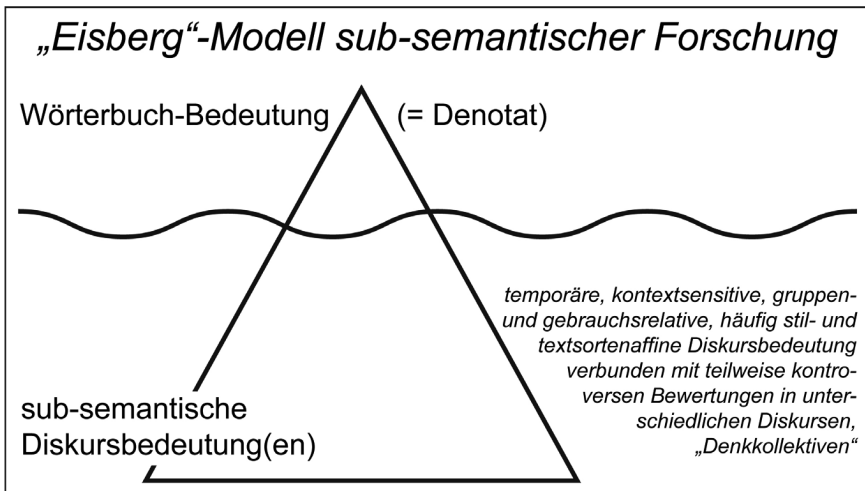 „Eisberg“-Modell sub-semantischer Forschung
Wörterbuch-Bedeutung (= Denotat)
temporäre, kontextsensitive, gruppen-
und gebrauchsrelative, häufig stil- und
textsortenaffine Diskursbedeutung
verbunden mit teilweise kontro-
versen Bewertungen in unter-
schiedlichen Diskursen,
„Denkkollektiven“
sub-semantische
Diskursbedeutung(en)